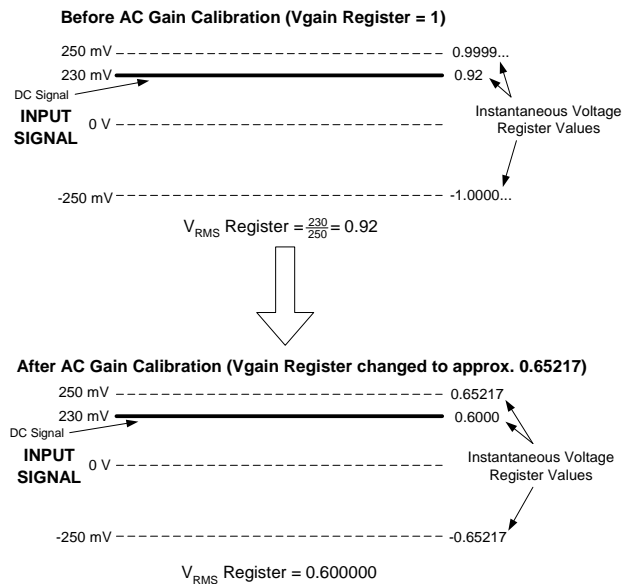 Before AC Gain Calibration (Vgain Register = 1)
250 mV 0.9999...
230 mV 0.92
DC Signal
INPUT
SIGNAL
0 V
Instantaneous Voltage
Register Values
-250 mV -1.0000...
VRMS Register = 230/250 = 0.92
After AC Gain Calibration (Vgain Register changed to approx. 0.65217)
250 mV 0.65217
230 mV 0.6000
DC Signal
INPUT
SIGNAL
0 V
Instantaneous Voltage
Register Values
-250 mV -0.65217
VRMS Register = 0.600000